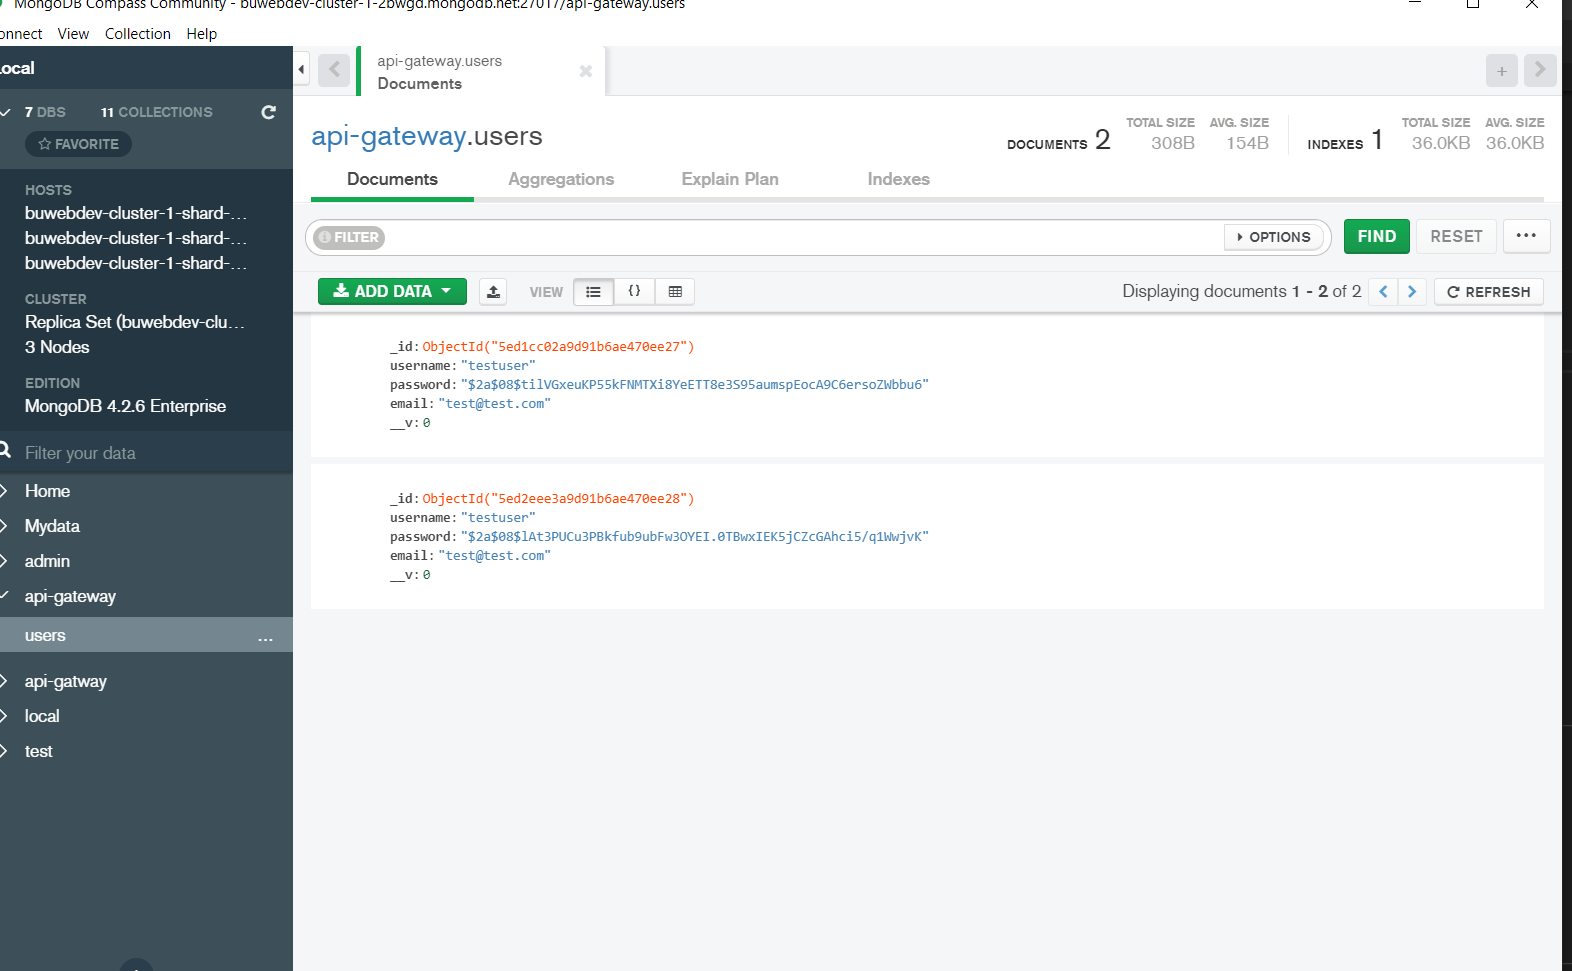 MongoDB Compass Community - buwebdev-cluster-1-2bwgd.mongodb.net:27017/api-gateway.users
onnect View Collection Help
Local
7 DBS 11 COLLECTIONS
FAVORITE
HOSTS
buwebdev-cluster-1-shard-...
buwebdev-cluster-1-shard-...
buwebdev-cluster-1-shard-...
CLUSTER
Replica Set (buwebdev-clu...
3 Nodes
EDITION
MongoDB 4.2.6 Enterprise
Filter your data
Home
Mydata
admin
api-gateway
users ...
api-gatway
local
test
api-gateway.users
Documents
api-gateway.users
DOCUMENTS 2 TOTAL SIZE 308B AVG. SIZE 154B INDEXES 1 TOTAL SIZE 36.0KB AVG. SIZE 36.0KB
Documents Aggregations Explain Plan Indexes
FILTER OPTIONS FIND RESET ...
ADD DATA VIEW {} Displaying documents 1 - 2 of 2 REFRESH
_id: ObjectId("5ed1cc02a9d91b6ae470ee27")
username: "testuser"
password: "$2a$08$tilVGxeuKP55kFNMTXi8YeETT8e3S95aumspEocA9C6ersoZWbbu6"
email: "test@test.com"
__v: 0
_id: ObjectId("5ed2eee3a9d91b6ae470ee28")
username: "testuser"
password: "$2a$08$lAt3PUCu3PBkfub9ubFw3OYEI.0TBwxIEK5jCZcGAhci5/q1WwjvK"
email: "test@test.com"
__v: 0